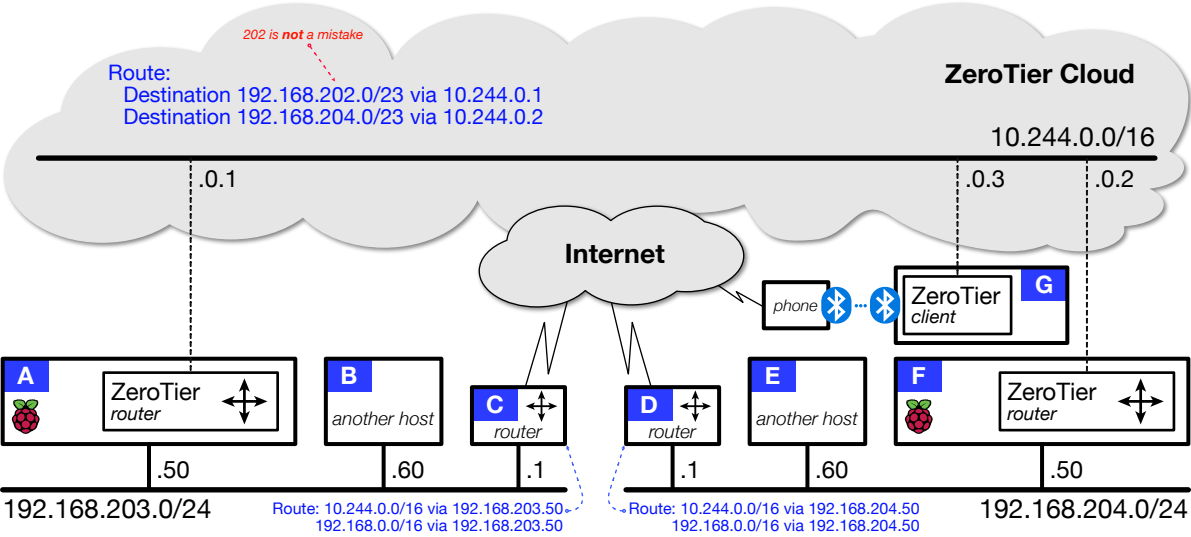 202 is not a mistake
Route:
Destination 192.168.202.0/23 via 10.244.0.1
Destination 192.168.204.0/23 via 10.244.0.2
ZeroTier Cloud
10.244.0.0/16
.0.1
.0.3
.0.2
Internet
phone
ZeroTier
client
G
A
ZeroTier
router
B
another host
C
router
D
router
E
another host
F
ZeroTier
router
.50
.60
.1
.1
.60
.50
192.168.203.0/24
Route: 10.244.0.0/16 via 192.168.203.50
192.168.0.0/16 via 192.168.203.50
Route: 10.244.0.0/16 via 192.168.204.50
192.168.0.0/16 via 192.168.204.50
192.168.204.0/24